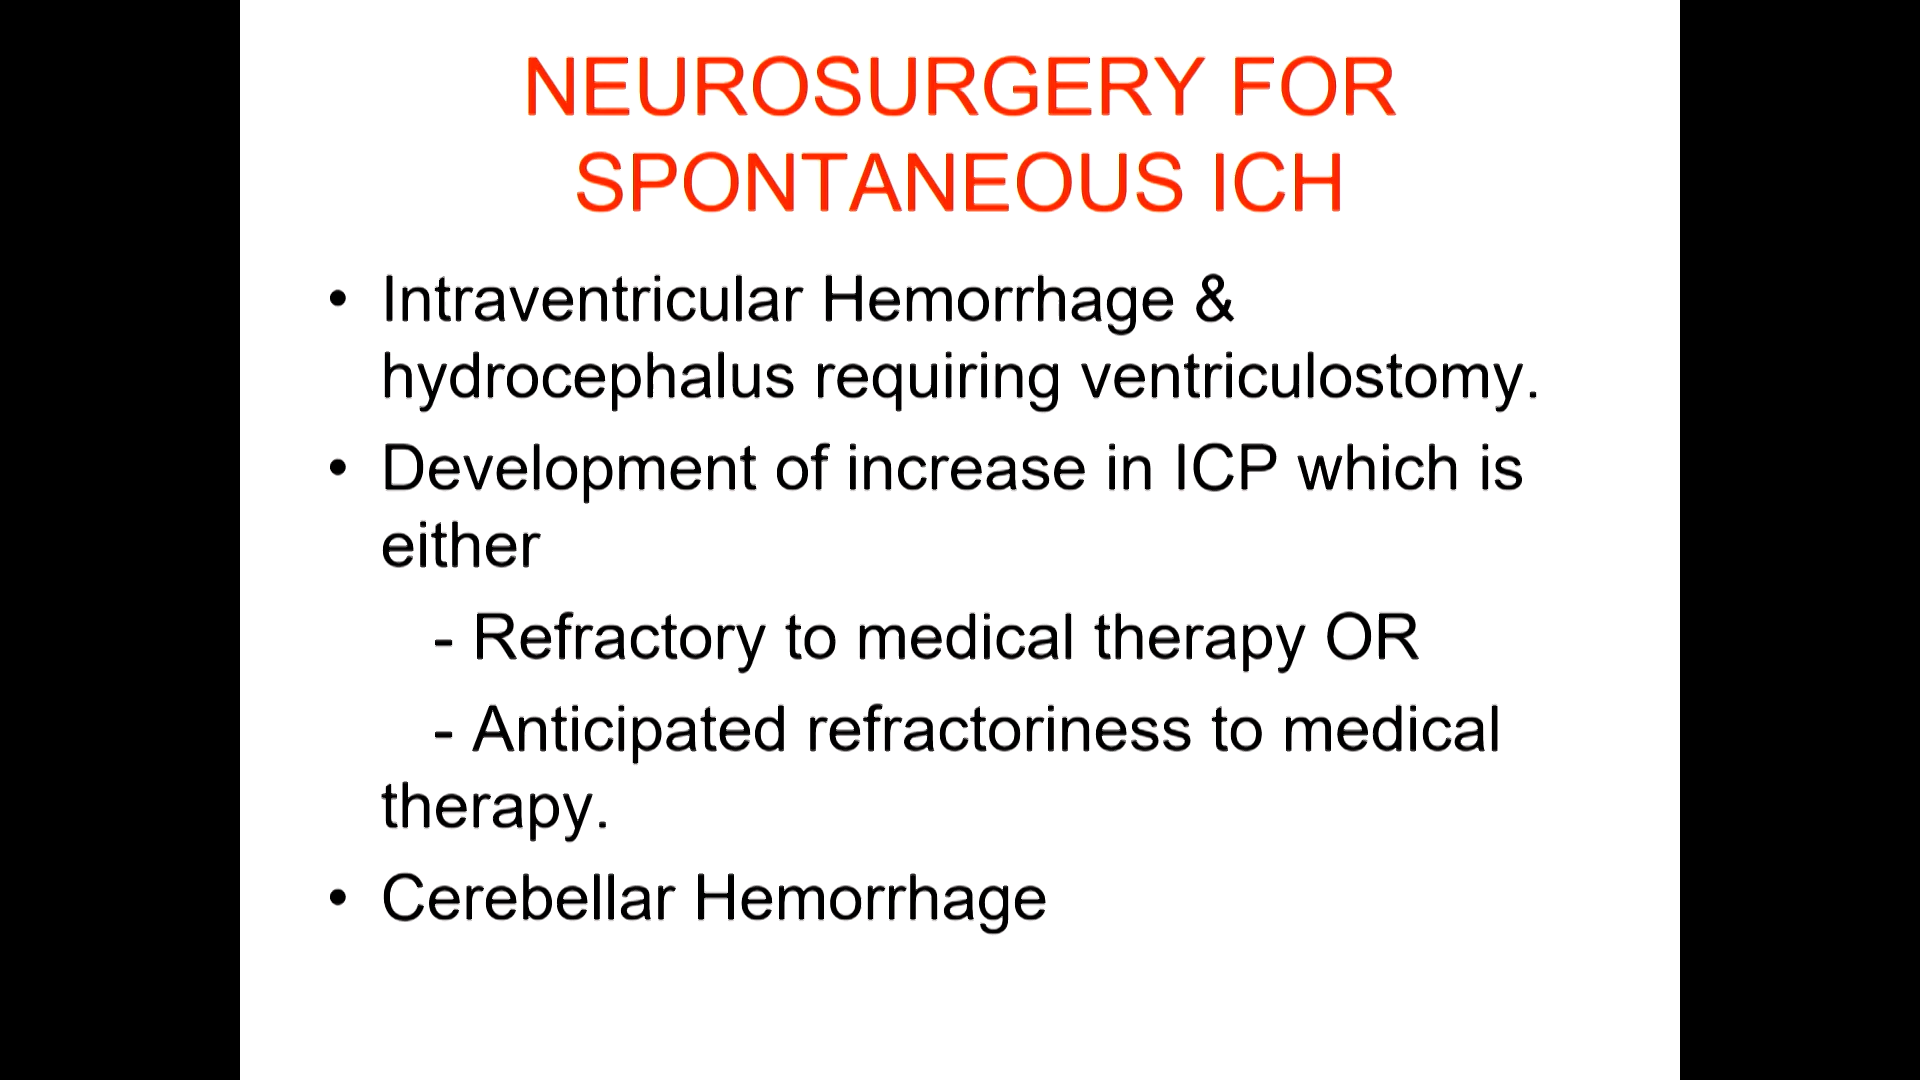 NEUROSURGERY FOR
SPONTANEOUS ICH
• Intraventricular Hemorrhage &
hydrocephalus requiring ventriculostomy.
• Development of increase in ICP which is
either
- Refractory to medical therapy OR
- Anticipated refractoriness to medical
therapy.
• Cerebellar Hemorrhage